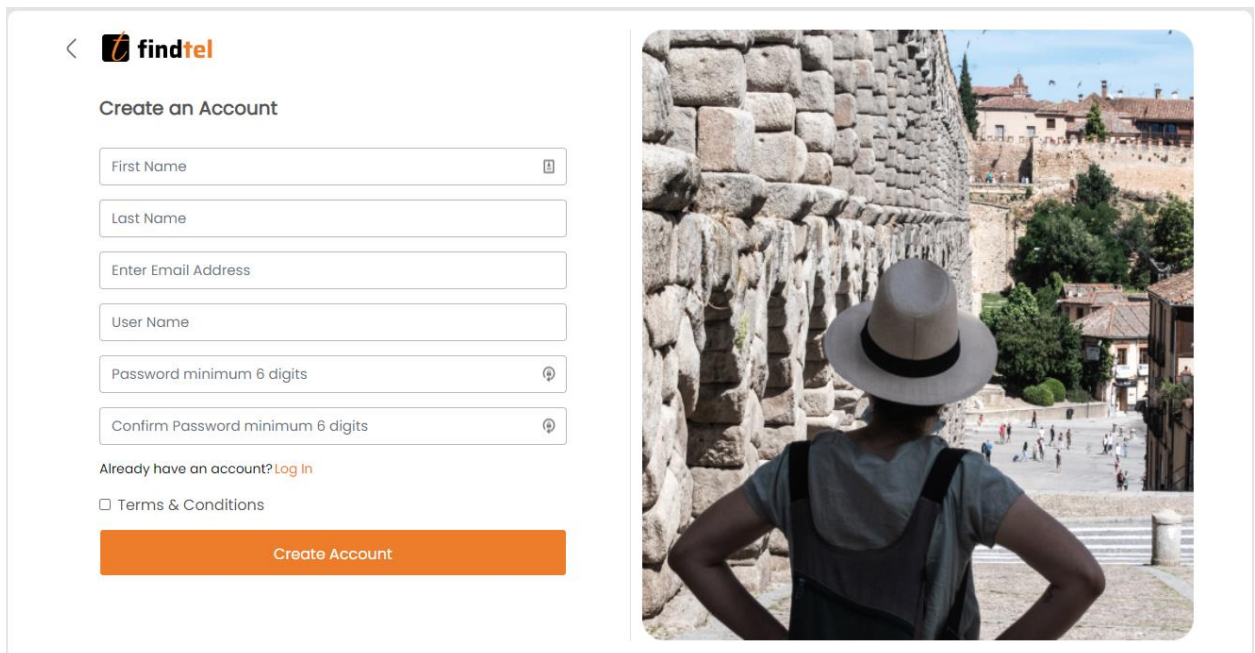 findtel
Create an Account
First Name
Last Name
Enter Email Address
User Name
Password minimum 6 digits
Confirm Password minimum 6 digits
Already have an account? Log In
Terms & Conditions
Create Account